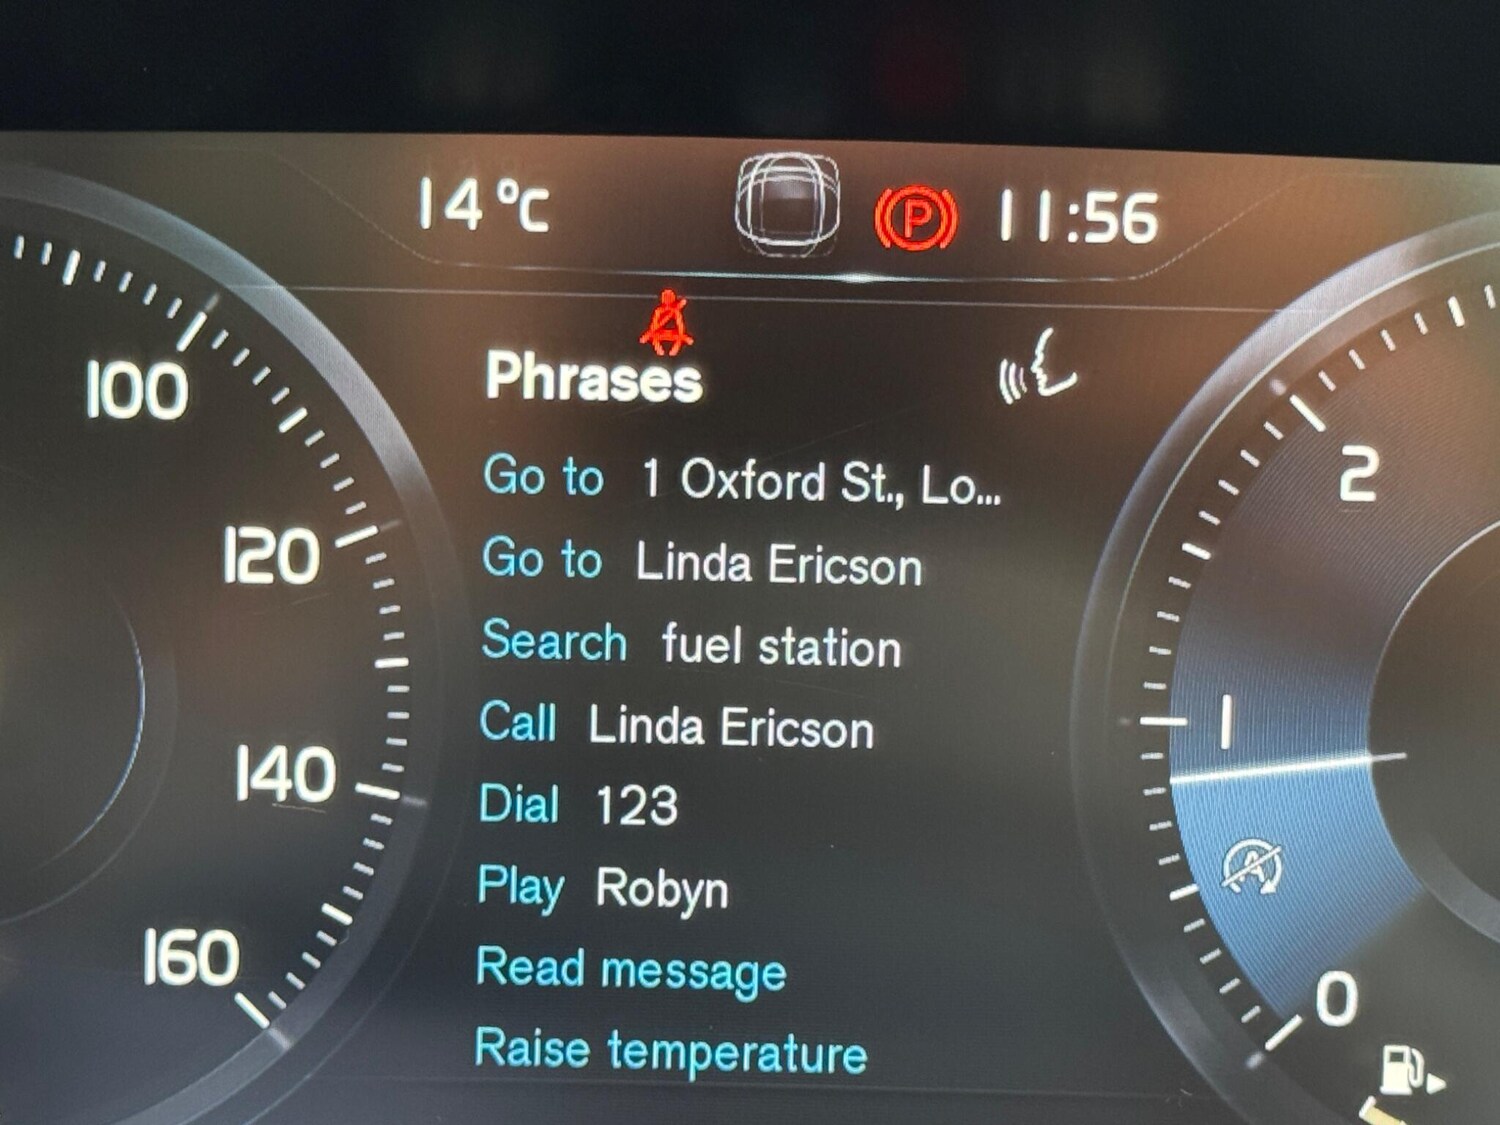 14 °C
P
11:56
Phrases
Go to 1 Oxford St., Lo...
Go to Linda Ericson
Search fuel station
Call Linda Ericson
Dial 123
Play Robyn
Read message
Raise temperature
100
120
140
160
2
1
A
0